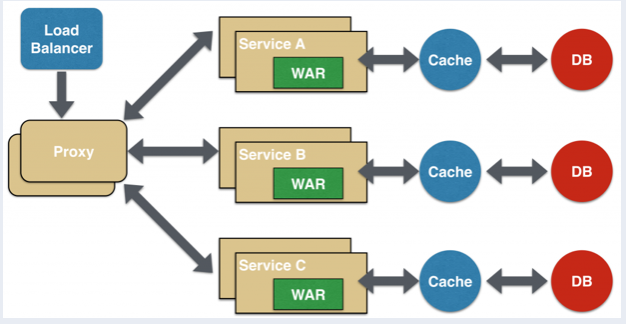 Load
Balancer
Proxy
Service A
WAR
Cache
DB
Service B
WAR
Cache
DB
Service C
WAR
Cache
DB